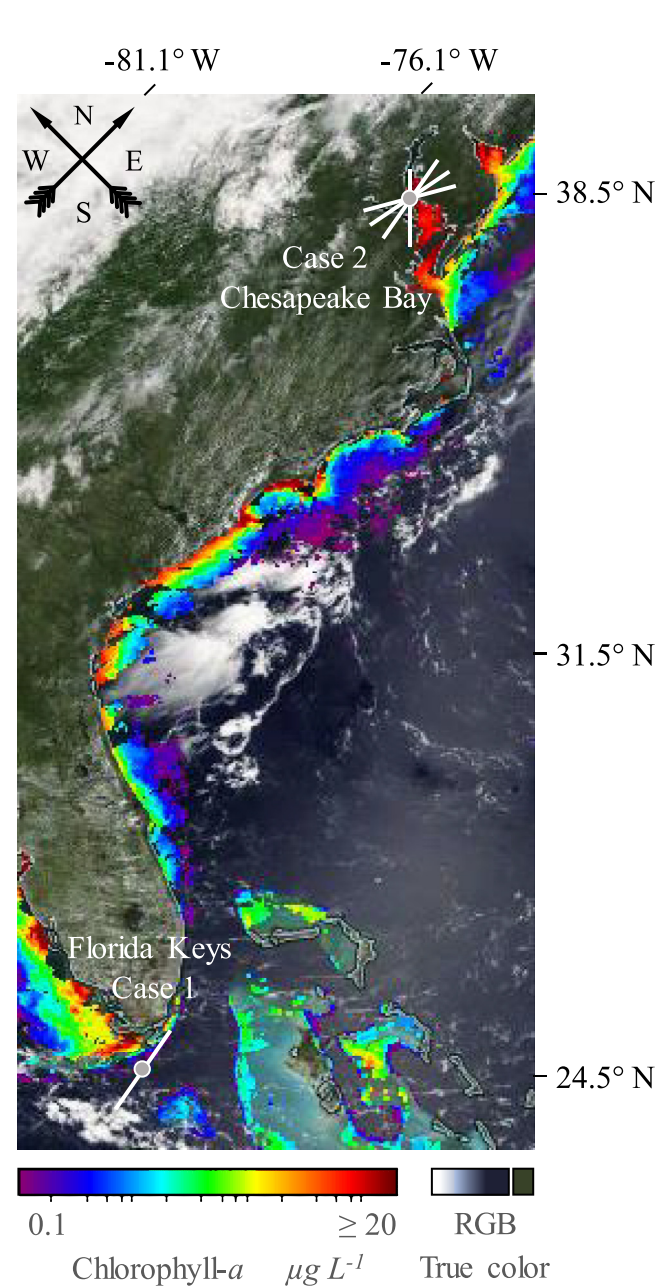 -81.1° W -76.1° W
N
W E
S
38.5° N
Case 2
Chesapeake Bay
31.5° N
Florida Keys
Case 1
24.5° N
0.1 ≥ 20 RGB
Chlorophyll-a µg L-1 True color